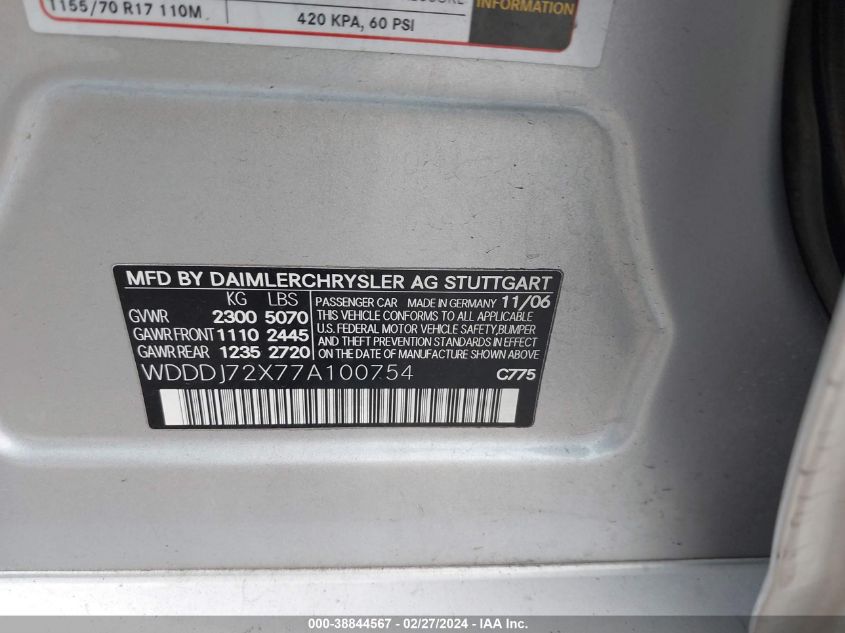 1155/70 R17 110M
420 KPA, 60 PSI
INFORMATION
MFD BY DAIMLERCHRYSLER AG STUTTGART
KG LBS
GVWR 2300 5070
GAWR FRONT 1110 2445
GAWR REAR 1235 2720
PASSENGER CAR MADE IN GERMANY 11/06
THIS VEHICLE CONFORMS TO ALL APPLICABLE
U.S. FEDERAL MOTOR VEHICLE SAFETY,BUMPER
AND THEFT PREVENTION STANDARDS IN EFFECT
ON THE DATE OF MANUFACTURE SHOWN ABOVE
WDDDJ72X77A100754 C775
000-38844567 - 02/27/2024 - IAA Inc.